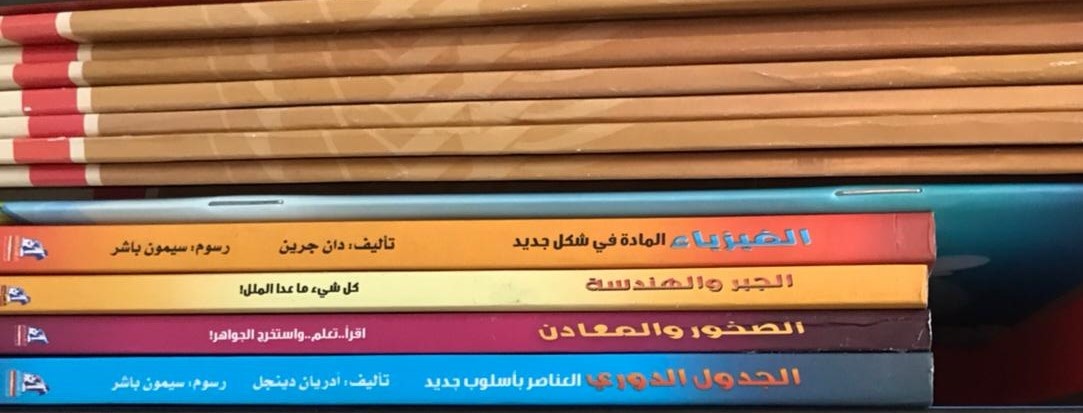 الفيزياء المادة في شكل جديد تأليف: دان جرين رسوم: سيمون باشر
الجبر والهندسة كل شيء ما عدا الملل!
الصخور والمعادن اقرأ..تعلم..واستخرج الجواهر!
الجدول الدوري العناصر بأسلوب جديد تأليف: أدريان دينجل رسوم: سيمون باشر